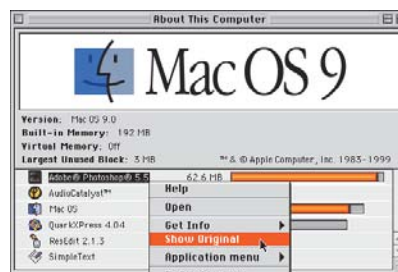 About This Computer
Mac OS 9
Version: Mac OS 9.0
Built-in Memory: 192 MB
Virtual Memory: Off
Largest Unused Block: 3 MB
™ & © Apple Computer, Inc. 1983-1999
Adobe® Photoshop® 5.5 62.6 MB
AudioCatalyst™
Mac OS
QuarkXPress 4.04
ResEdit 2.1.3
SimpleText
Help
Open
Get Info
Show Original
Application menu